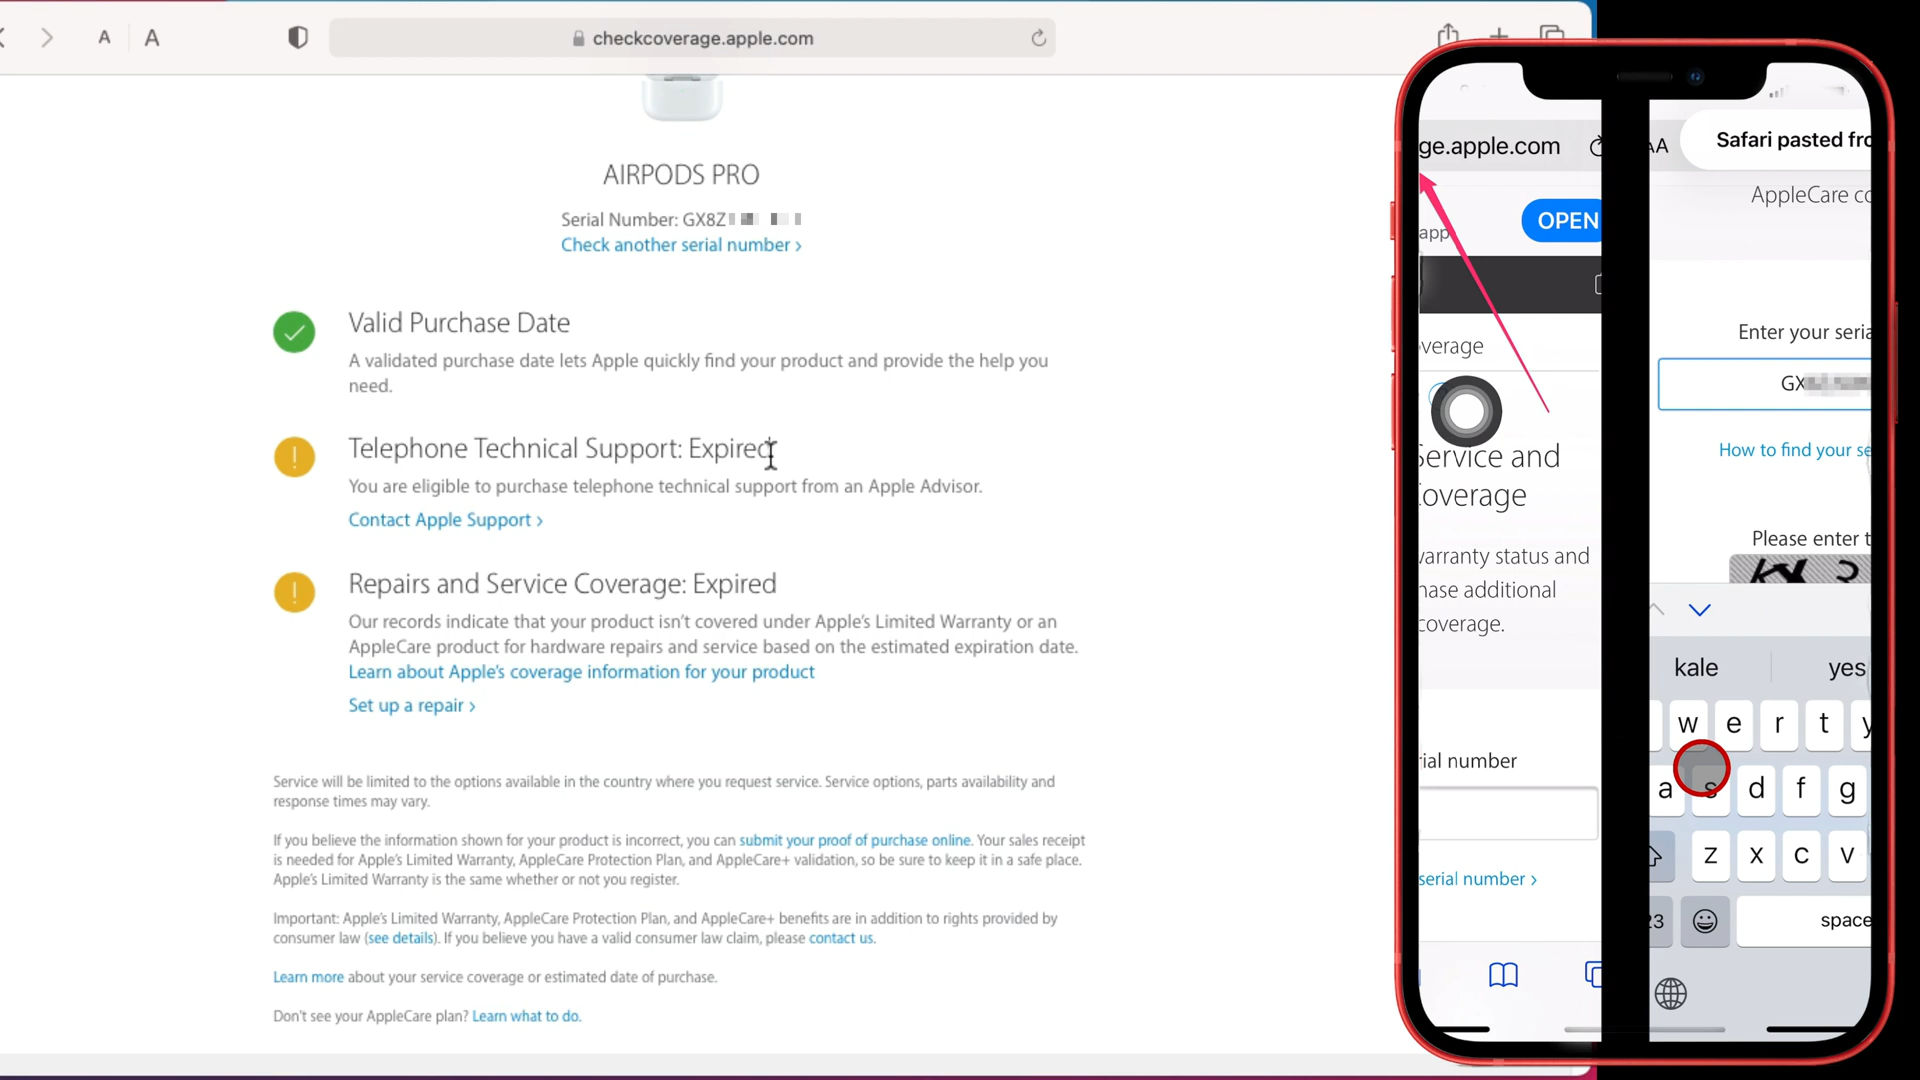 A A
checkcoverage.apple.com
AIRPODS PRO
Serial Number: GX8Z
Check another serial number ›
Valid Purchase Date
A validated purchase date lets Apple quickly find your product and provide the help you
need.
Telephone Technical Support: Expired
You are eligible to purchase telephone technical support from an Apple Advisor.
Contact Apple Support ›
Repairs and Service Coverage: Expired
Our records indicate that your product isn't covered under Apple's Limited Warranty or an
AppleCare product for hardware repairs and service based on the estimated expiration date.
Learn about Apple's coverage information for your product
Set up a repair ›
Service will be limited to the options available in the country where you request service. Service options, parts availability and
response times may vary.
If you believe the information shown for your product is incorrect, you can submit your proof of purchase online. Your sales receipt
is needed for Apple's Limited Warranty, AppleCare Protection Plan, and AppleCare+ validation, so be sure to keep it in a safe place.
Apple's Limited Warranty is the same whether or not you register.
Important: Apple's Limited Warranty, AppleCare Protection Plan, and AppleCare+ benefits are in addition to rights provided by
consumer law (see details). If you believe you have a valid consumer law claim, please contact us.
Learn more about your service coverage or estimated date of purchase.
Don't see your AppleCare plan? Learn what to do.
ge.apple.com
app
OPEN
verage
Service and
overage
arranty status and
hase additional
coverage.
ial number
serial number ›
AA
Safari pasted fro
AppleCare co
Enter your seria
GX
How to find your se
Please enter t
kale yes
w e r t y
a s d f g
z x c v
23 space